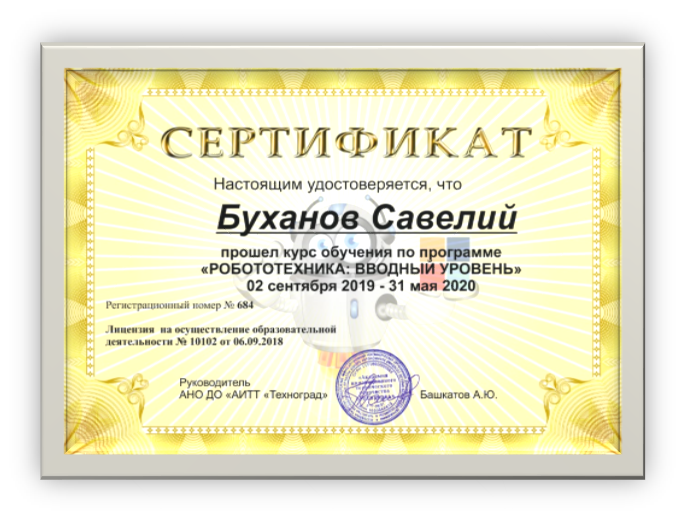 СЕРТИФИКАТ
Настоящим удостоверяется, что
Буханов Савелий
прошел курс обучения по программе
«РОБОТОТЕХНИКА: ВВОДНЫЙ УРОВЕНЬ»
02 сентября 2019 - 31 мая 2020
Регистрационный номер № 684
Лицензия на осуществление образовательной
деятельности № 10102 от 06.09.2018
Руководитель
АНО ДО «АИТТ «Техноград»
Башкатов А.Ю.